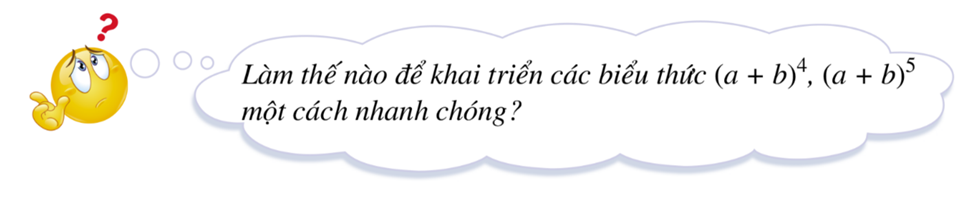 ?
Làm thế nào để khai triển các biểu thức (a + b)⁴, (a + b)⁵
một cách nhanh chóng?